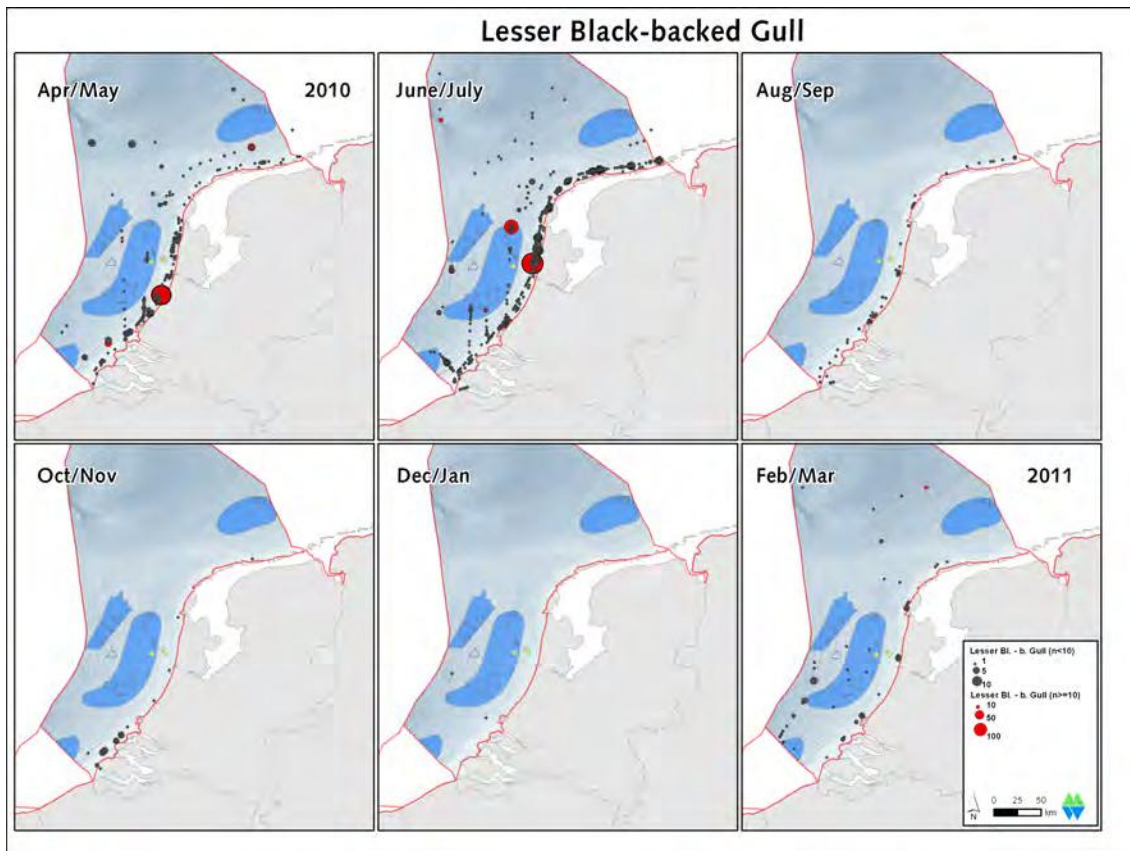 Lesser Black-backed Gull
Apr/May 2010
June/July
Aug/Sep
Oct/Nov
Dec/Jan
Feb/Mar 2011
Lesser Bl. - b. Gull (n<10)
1
5
10
Lesser Bl. - b. Gull (n>=10)
10
50
100
N
0 25 50
km